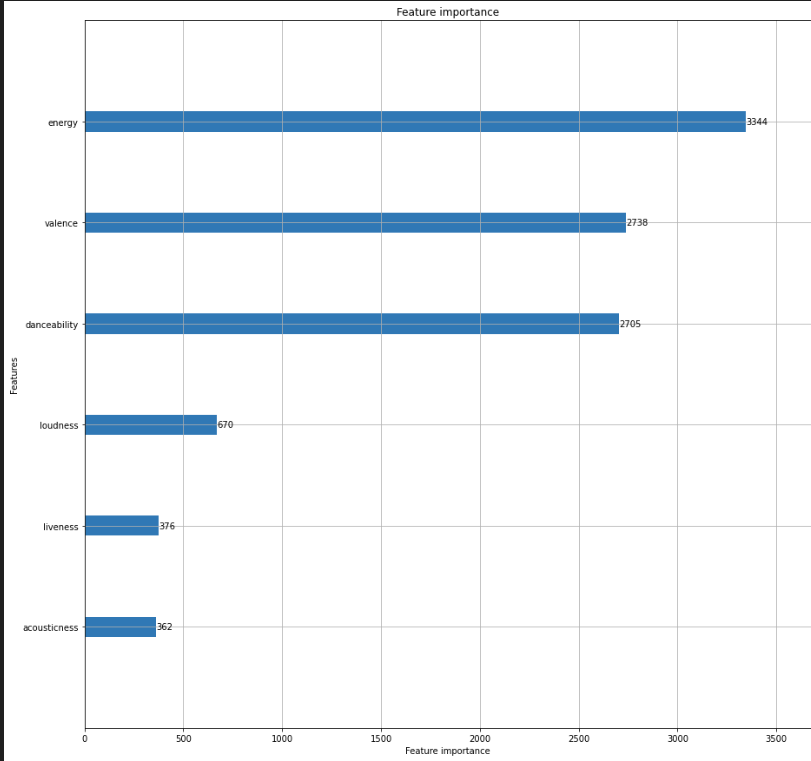 Feature importance
energy
3344
valence
2738
danceability
2705
Features
loudness
670
liveness
376
acousticness
362
0 500 1000 1500 2000 2500 3000 3500
Feature importance